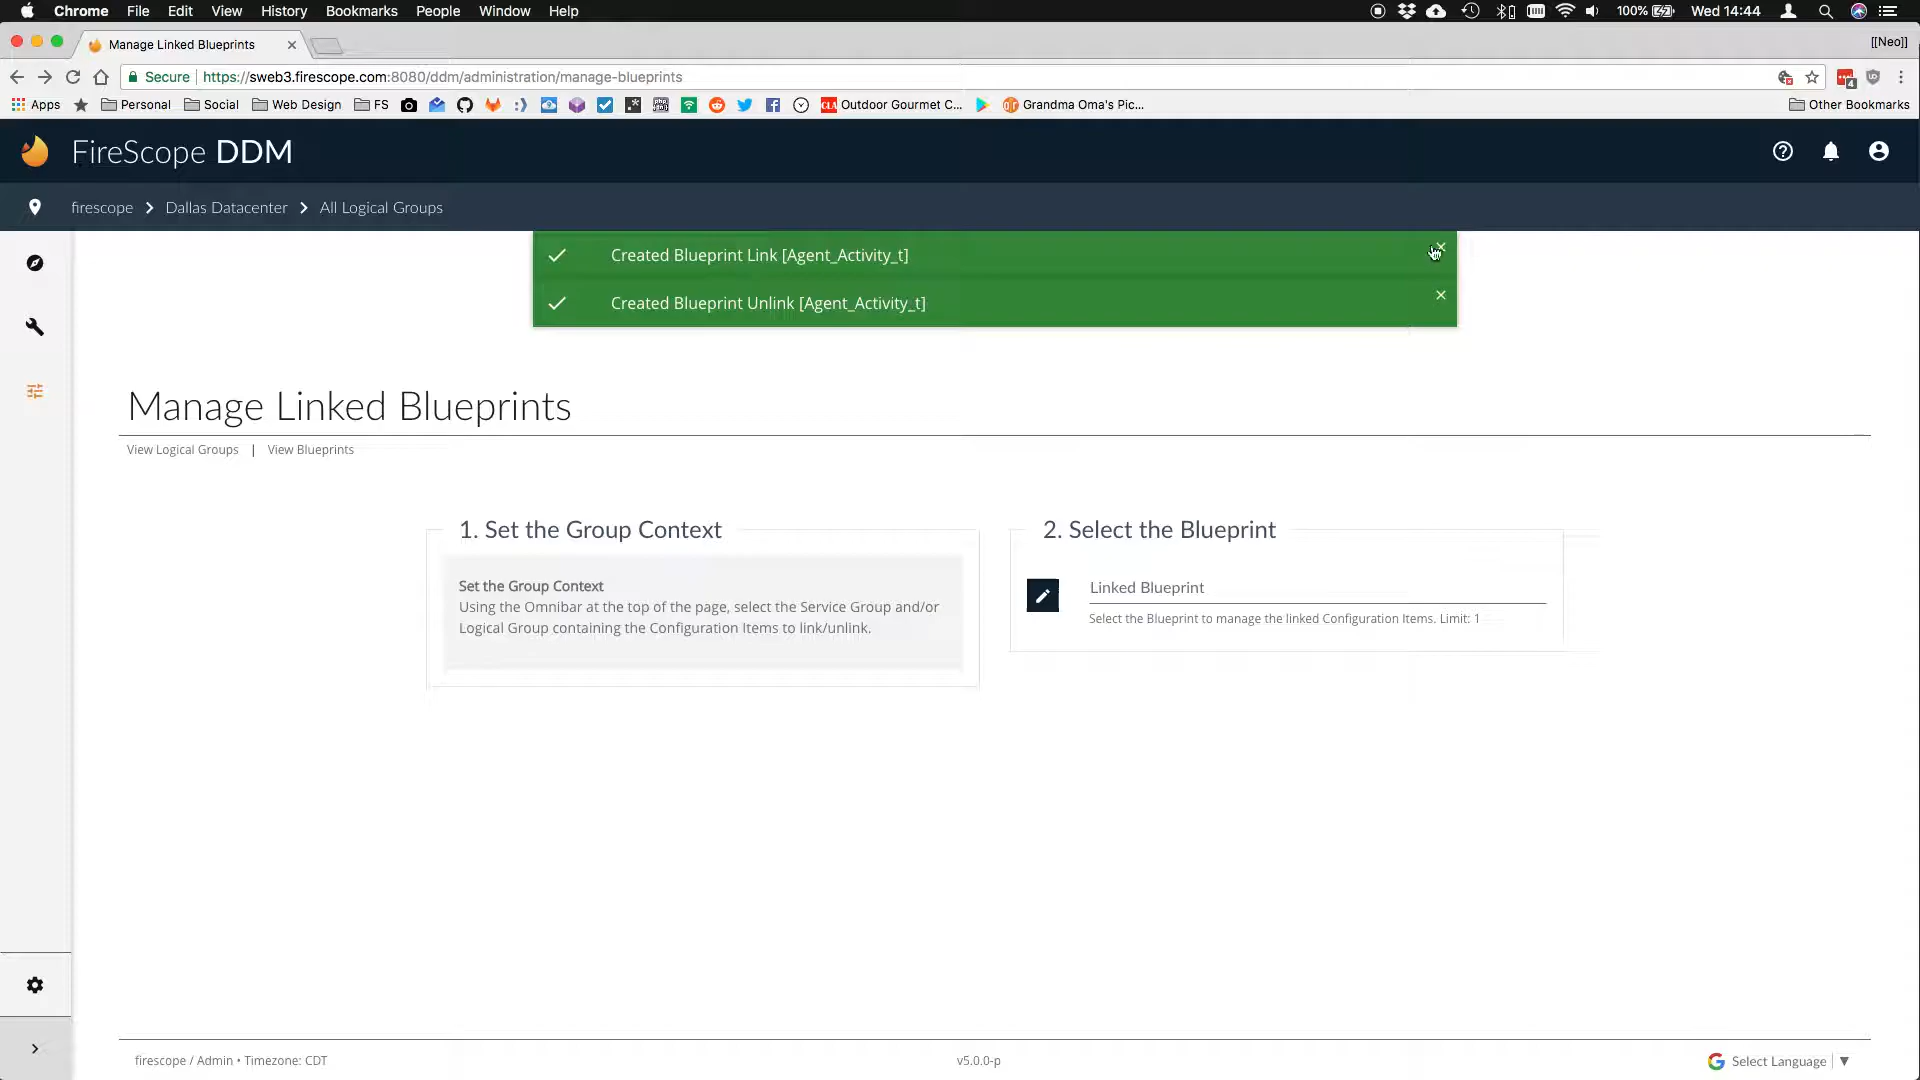 Chrome File Edit View History Bookmarks People Window Help 100% Wed 14:44
Manage Linked Blueprints [[Neo]]
Secure https://sweb3.firescope.com:8080/ddm/administration/manage-blueprints 4
Apps Personal Social Web Design FS CLA Outdoor Gourmet C... Grandma Oma's Pic... Other Bookmarks
FireScope DDM
firescope Dallas Datacenter All Logical Groups
Created Blueprint Link [Agent_Activity_t]
Created Blueprint Unlink [Agent_Activity_t]
Manage Linked Blueprints
View Logical Groups | View Blueprints
1. Set the Group Context
Set the Group Context
Using the Omnibar at the top of the page, select the Service Group and/or
Logical Group containing the Configuration Items to link/unlink.
2. Select the Blueprint
Linked Blueprint
Select the Blueprint to manage the linked Configuration Items. Limit: 1
firescope / Admin • Timezone: CDT v5.0.0-p Select Language ▼